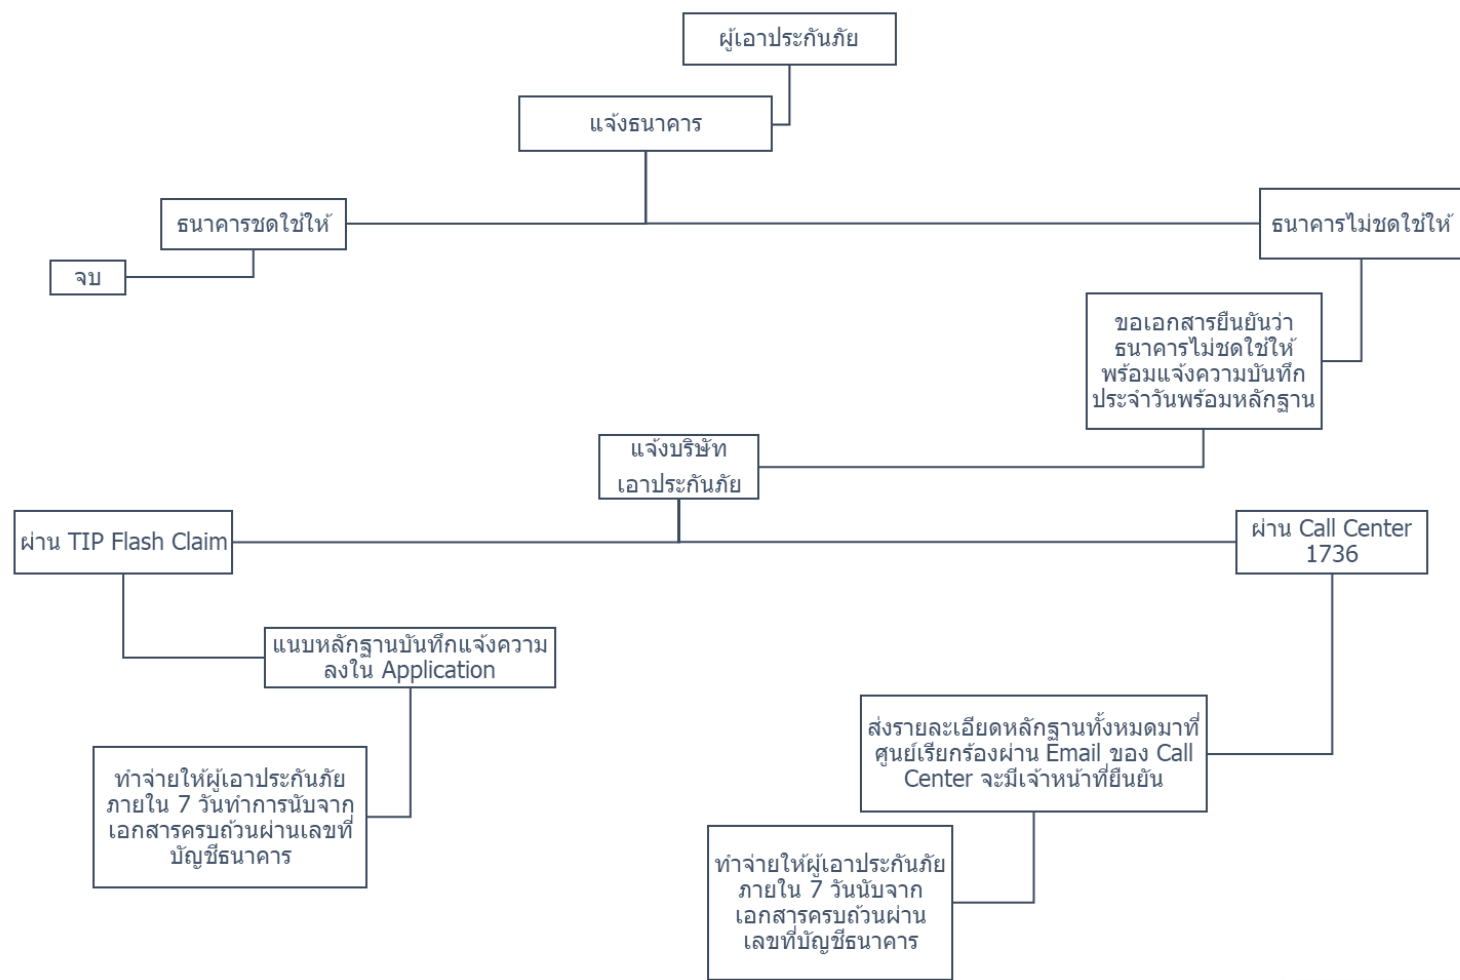 ผู้เอาประกันภัย
แจ้งธนาคาร
ธนาคารชดใช้ให้
ธนาคารไม่ชดใช้ให้
จบ
ขอเอกสารยืนยันว่า
ธนาคารไม่ชดใช้ให้
พร้อมแจ้งความบันทึก
ประจำวันพร้อมหลักฐาน
แจ้งบริษัท
เอาประกันภัย
ผ่าน TIP Flash Claim
ผ่าน Call Center
1736
แนบหลักฐานบันทึกแจ้งความ
ลงใน Application
ส่งรายละเอียดหลักฐานทั้งหมดมาที่
ศูนย์เรียกร้องผ่าน Email ของ Call
Center จะมีเจ้าหน้าที่ยืนยัน
ทำจ่ายให้ผู้เอาประกันภัย
ภายใน 7 วันทำการนับจาก
เอกสารครบถ้วนผ่านเลขที่
บัญชีธนาคาร
ทำจ่ายให้ผู้เอาประกันภัย
ภายใน 7 วันนับจาก
เอกสารครบถ้วนผ่าน
เลขที่บัญชีธนาคาร